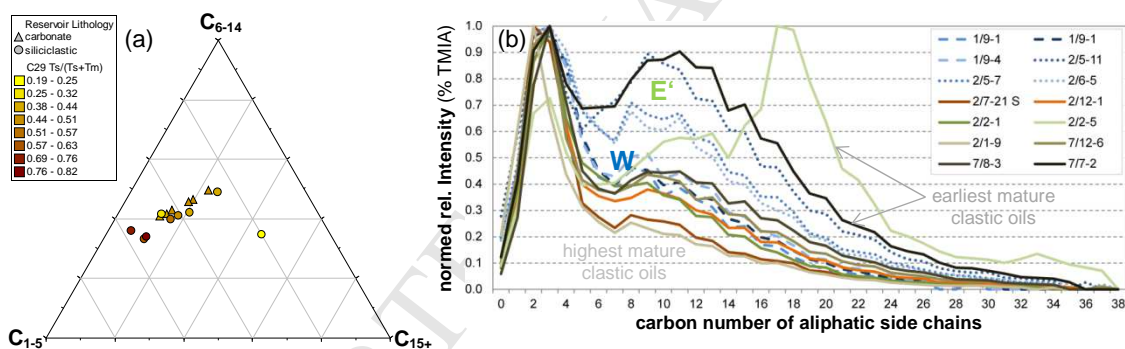 Reservoir Lithology
carbonate
siliciclastic
C29 Ts/(Ts+Tm)
0.19 - 0.25
0.25 - 0.32
0.38 - 0.44
0.44 - 0.51
0.51 - 0.57
0.57 - 0.63
0.69 - 0.76
0.76 - 0.82
(a)
C6-14
C1-5
C15+
(b)
normed rel. Intensity (% TMIA)
1.0
0.9
0.8
0.7
0.6
0.5
0.4
0.3
0.2
0.1
0.0
E'
W
1/9-1 1/9-1
1/9-4 2/5-11
2/5-7 2/6-5
2/7-21 S 2/12-1
2/2-1 2/2-5
2/1-9 7/12-6
7/8-3 7/7-2
earliest mature
clastic oils
highest mature
clastic oils
0 2 4 6 8 10 12 14 16 18 20 22 24 26 28 30 32 34 36 38
carbon number of aliphatic side chains